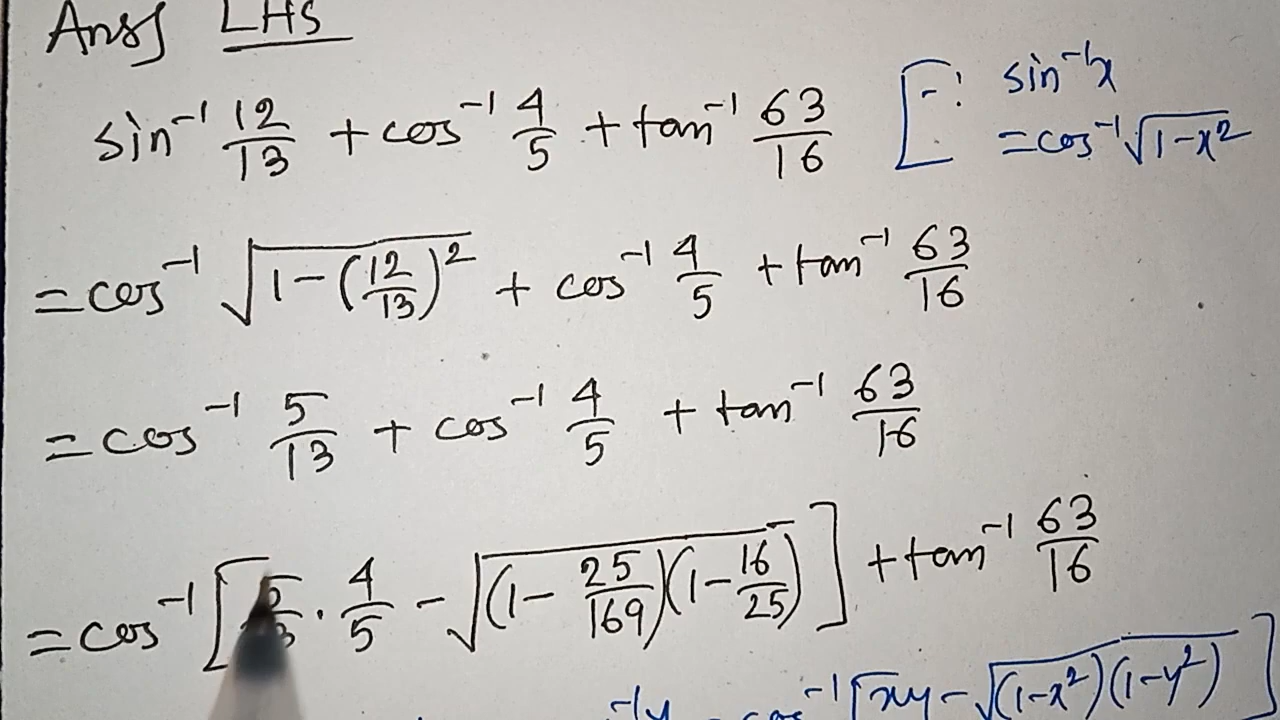 Ans) LHS
sin⁻¹ 12/13 + cos⁻¹ 4/5 + tan⁻¹ 63/16 [∵ sin⁻¹x
= cos⁻¹ √(1-x²)
= cos⁻¹ √(1-(12/13)²) + cos⁻¹ 4/5 + tan⁻¹ 63/16
= cos⁻¹ 5/13 + cos⁻¹ 4/5 + tan⁻¹ 63/16
= cos⁻¹ [ · 4/5 - √((1- 25/169)(1- 16/25)) ] + tan⁻¹ 63/16
⁻¹y = cos⁻¹ [xy - √((1-x²)(1-y²)) ]